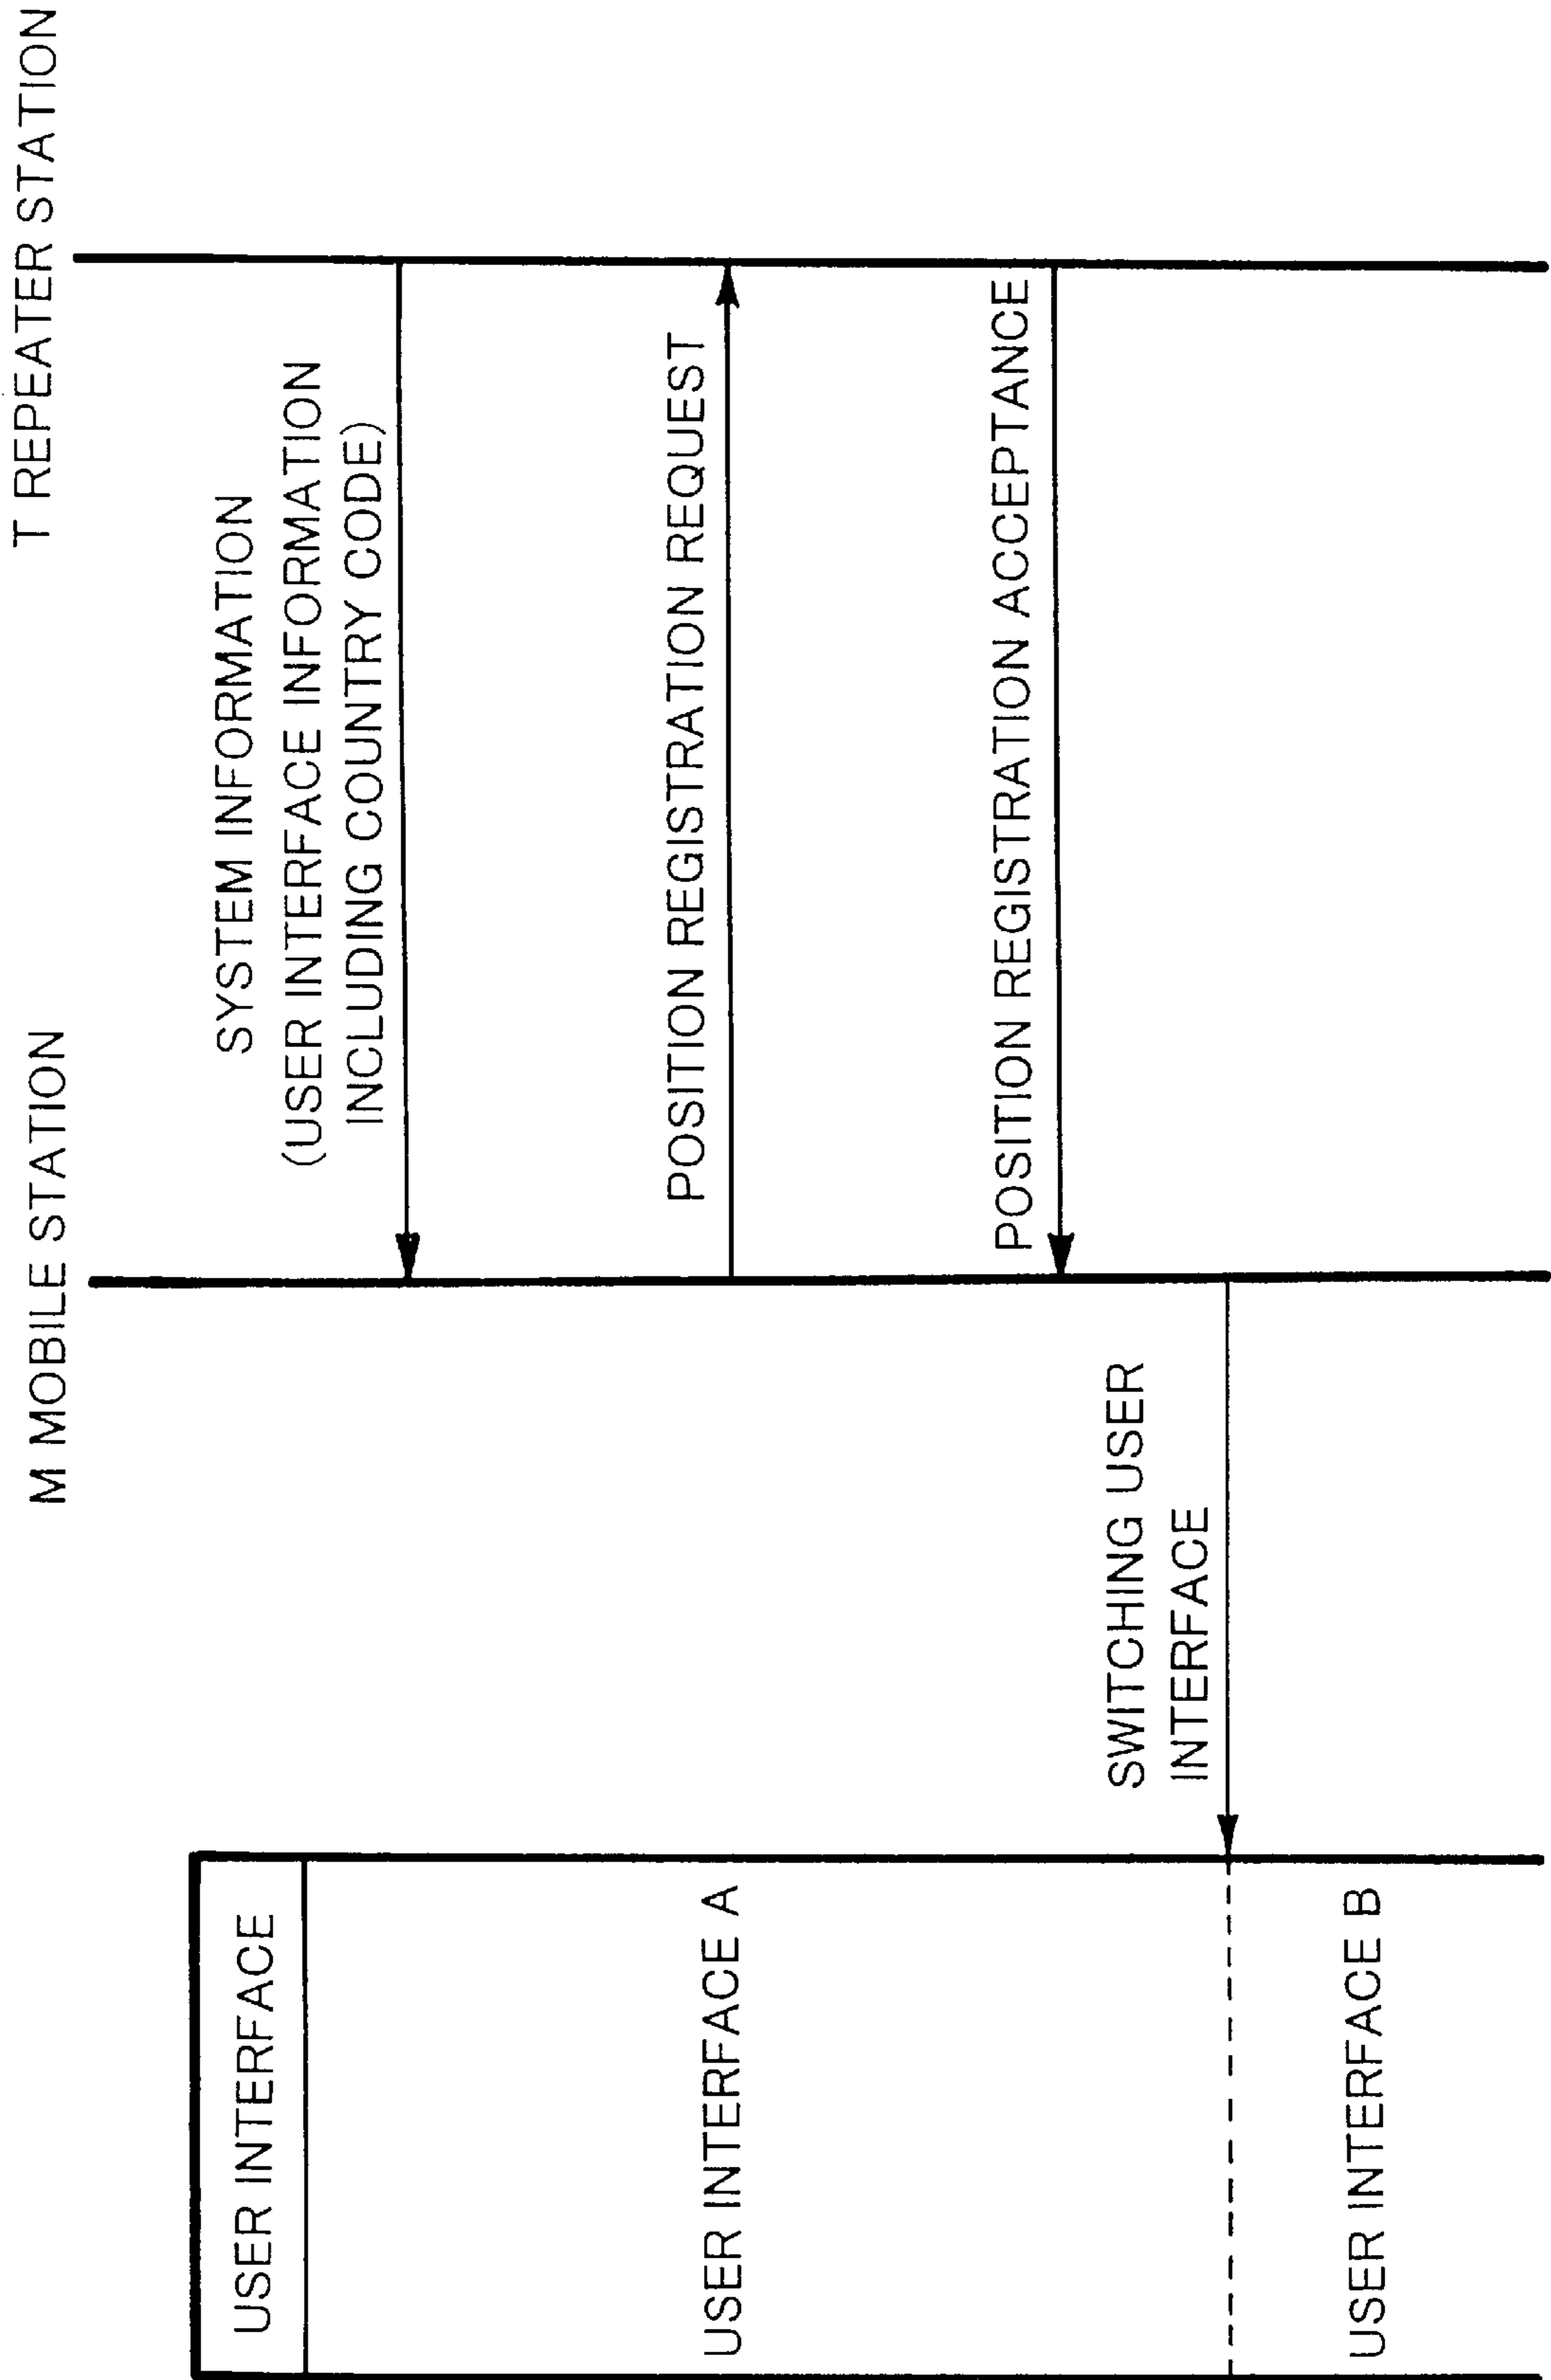 M MOBILE STATION
T REPEATER STATION
USER INTERFACE
SYSTEM INFORMATION
(USER INTERFACE INFORMATION
INCLUDING COUNTRY CODE)
USER INTERFACE A
POSITION REGISTRATION REQUEST
POSITION REGISTRATION ACCEPTANCE
SWITCHING USER
INTERFACE
USER INTERFACE B